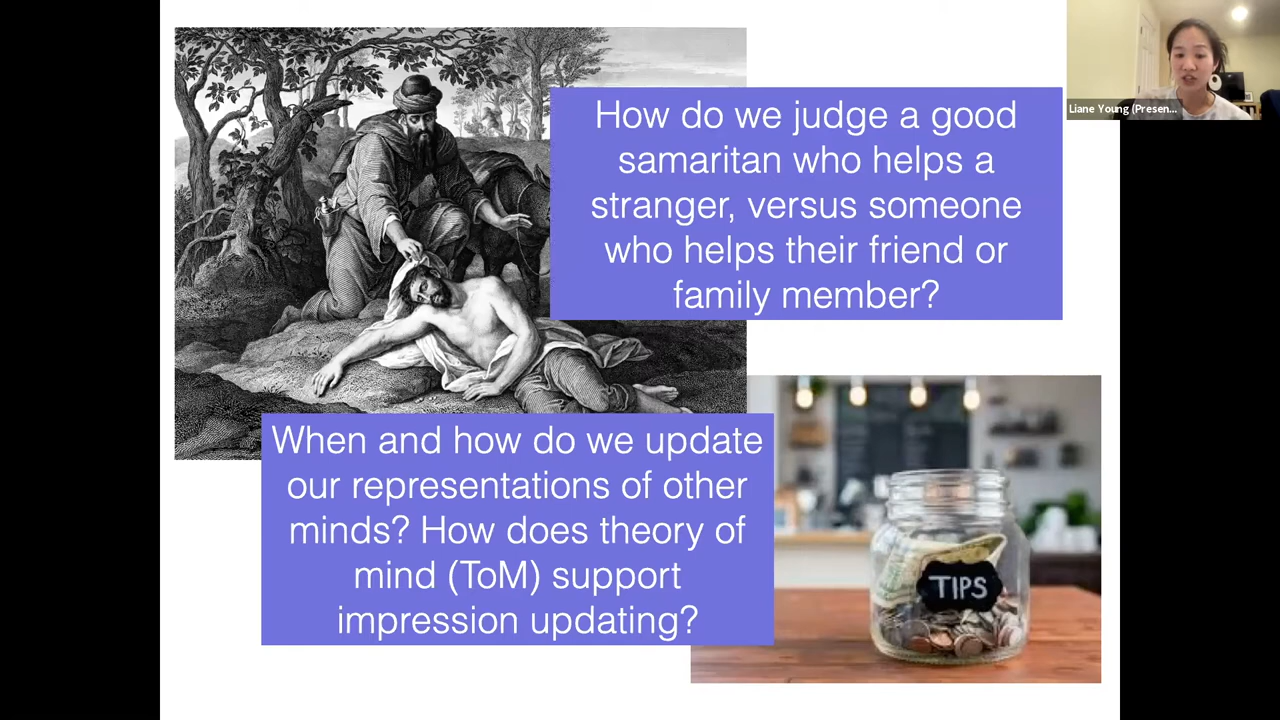 How do we judge a good
samaritan who helps a
stranger, versus someone
who helps their friend or
family member?
Liane Young (Presen...
When and how do we update
our representations of other
minds? How does theory of
mind (ToM) support
impression updating?
TIPS